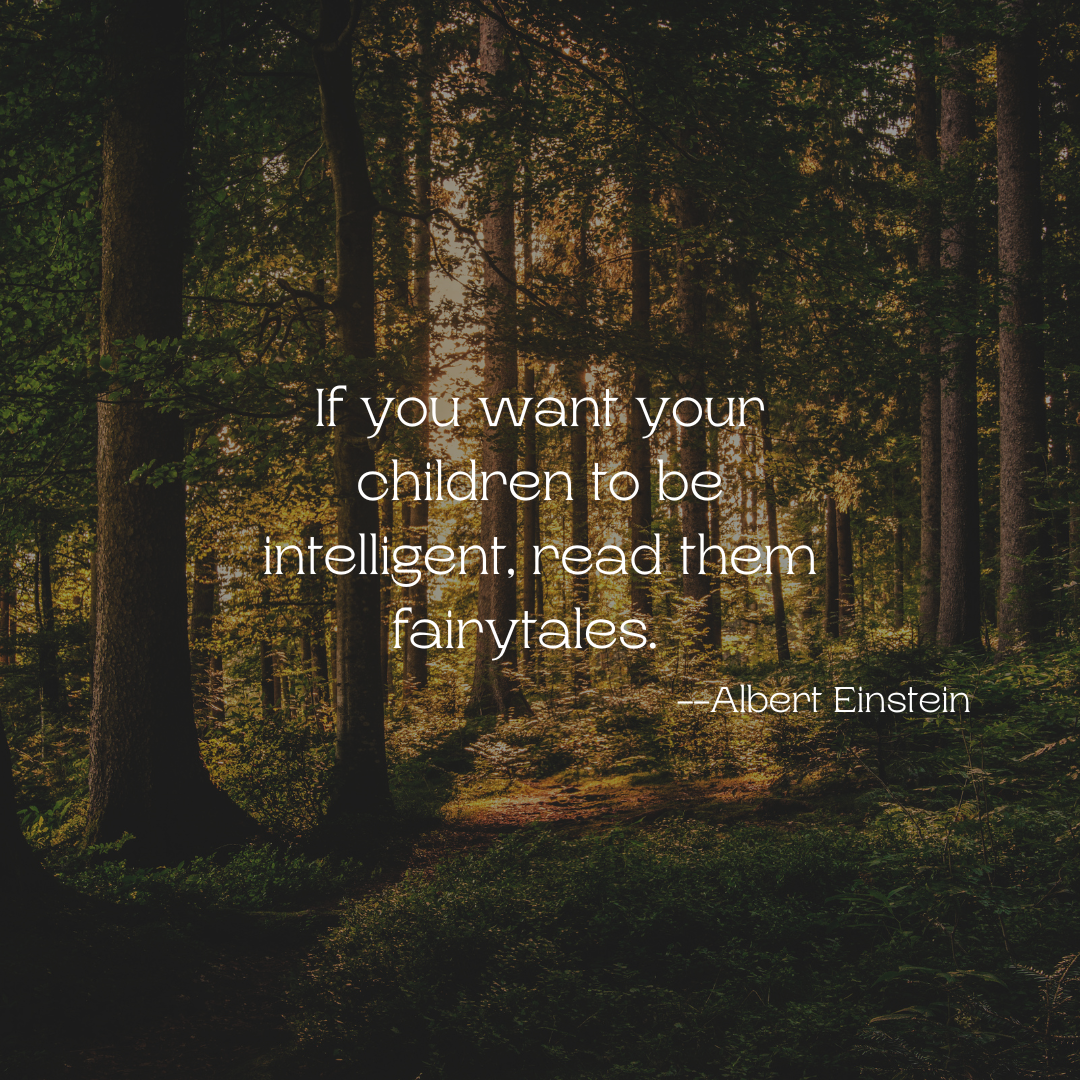 If you want your
children to be
intelligent, read them
fairytales.
--Albert Einstein